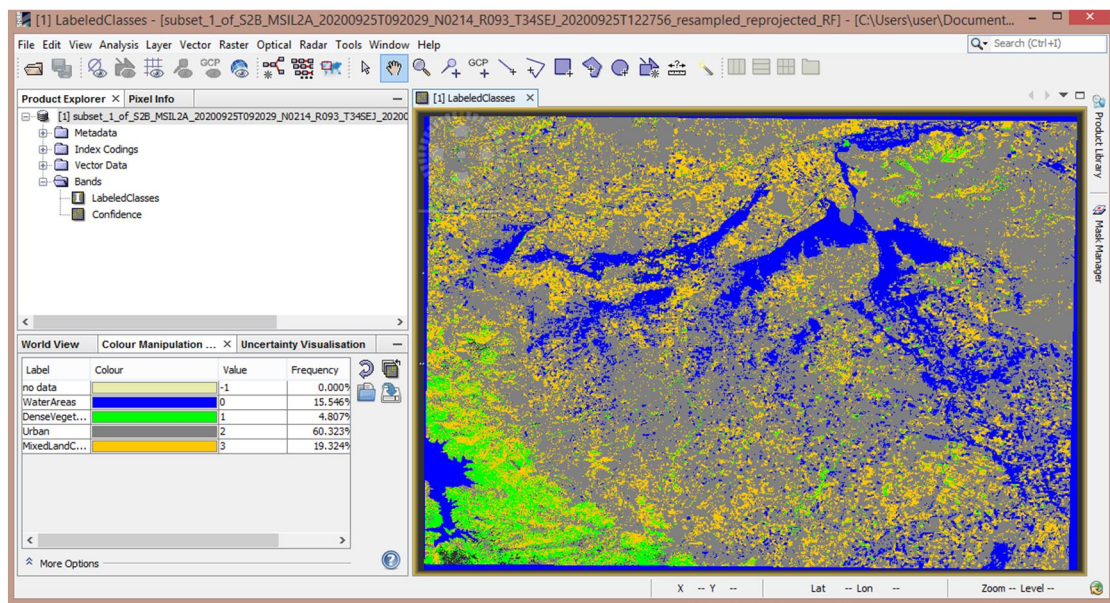 [1] LabeledClasses - [subset_1_of_S2B_MSIL2A_20200925T092029_N0214_R093_T34SEJ_20200925T122756_resampled_reprojected_RF] - [C:\Users\user\Document...
File Edit View Analysis Layer Vector Raster Optical Radar Tools Window Help
Search (Ctrl+I)
GCP
GCP
Product Explorer Pixel Info
[1] LabeledClasses
[1] subset_1_of_S2B_MSIL2A_20200925T092029_N0214_R093_T34SEJ_2020C
Metadata
Index Codings
Vector Data
Bands
LabeledClasses
Confidence
Product Library
Mask Manager
World View Colour Manipulation ... Uncertainty Visualisation
Label Colour Value Frequency
no data -1 0.000%
WaterAreas 0 15.546%
DenseVeget... 1 4.807%
Urban 2 60.323%
MixedLandC... 3 19.324%
More Options
X -- Y -- Lat -- Lon -- Zoom -- Level --